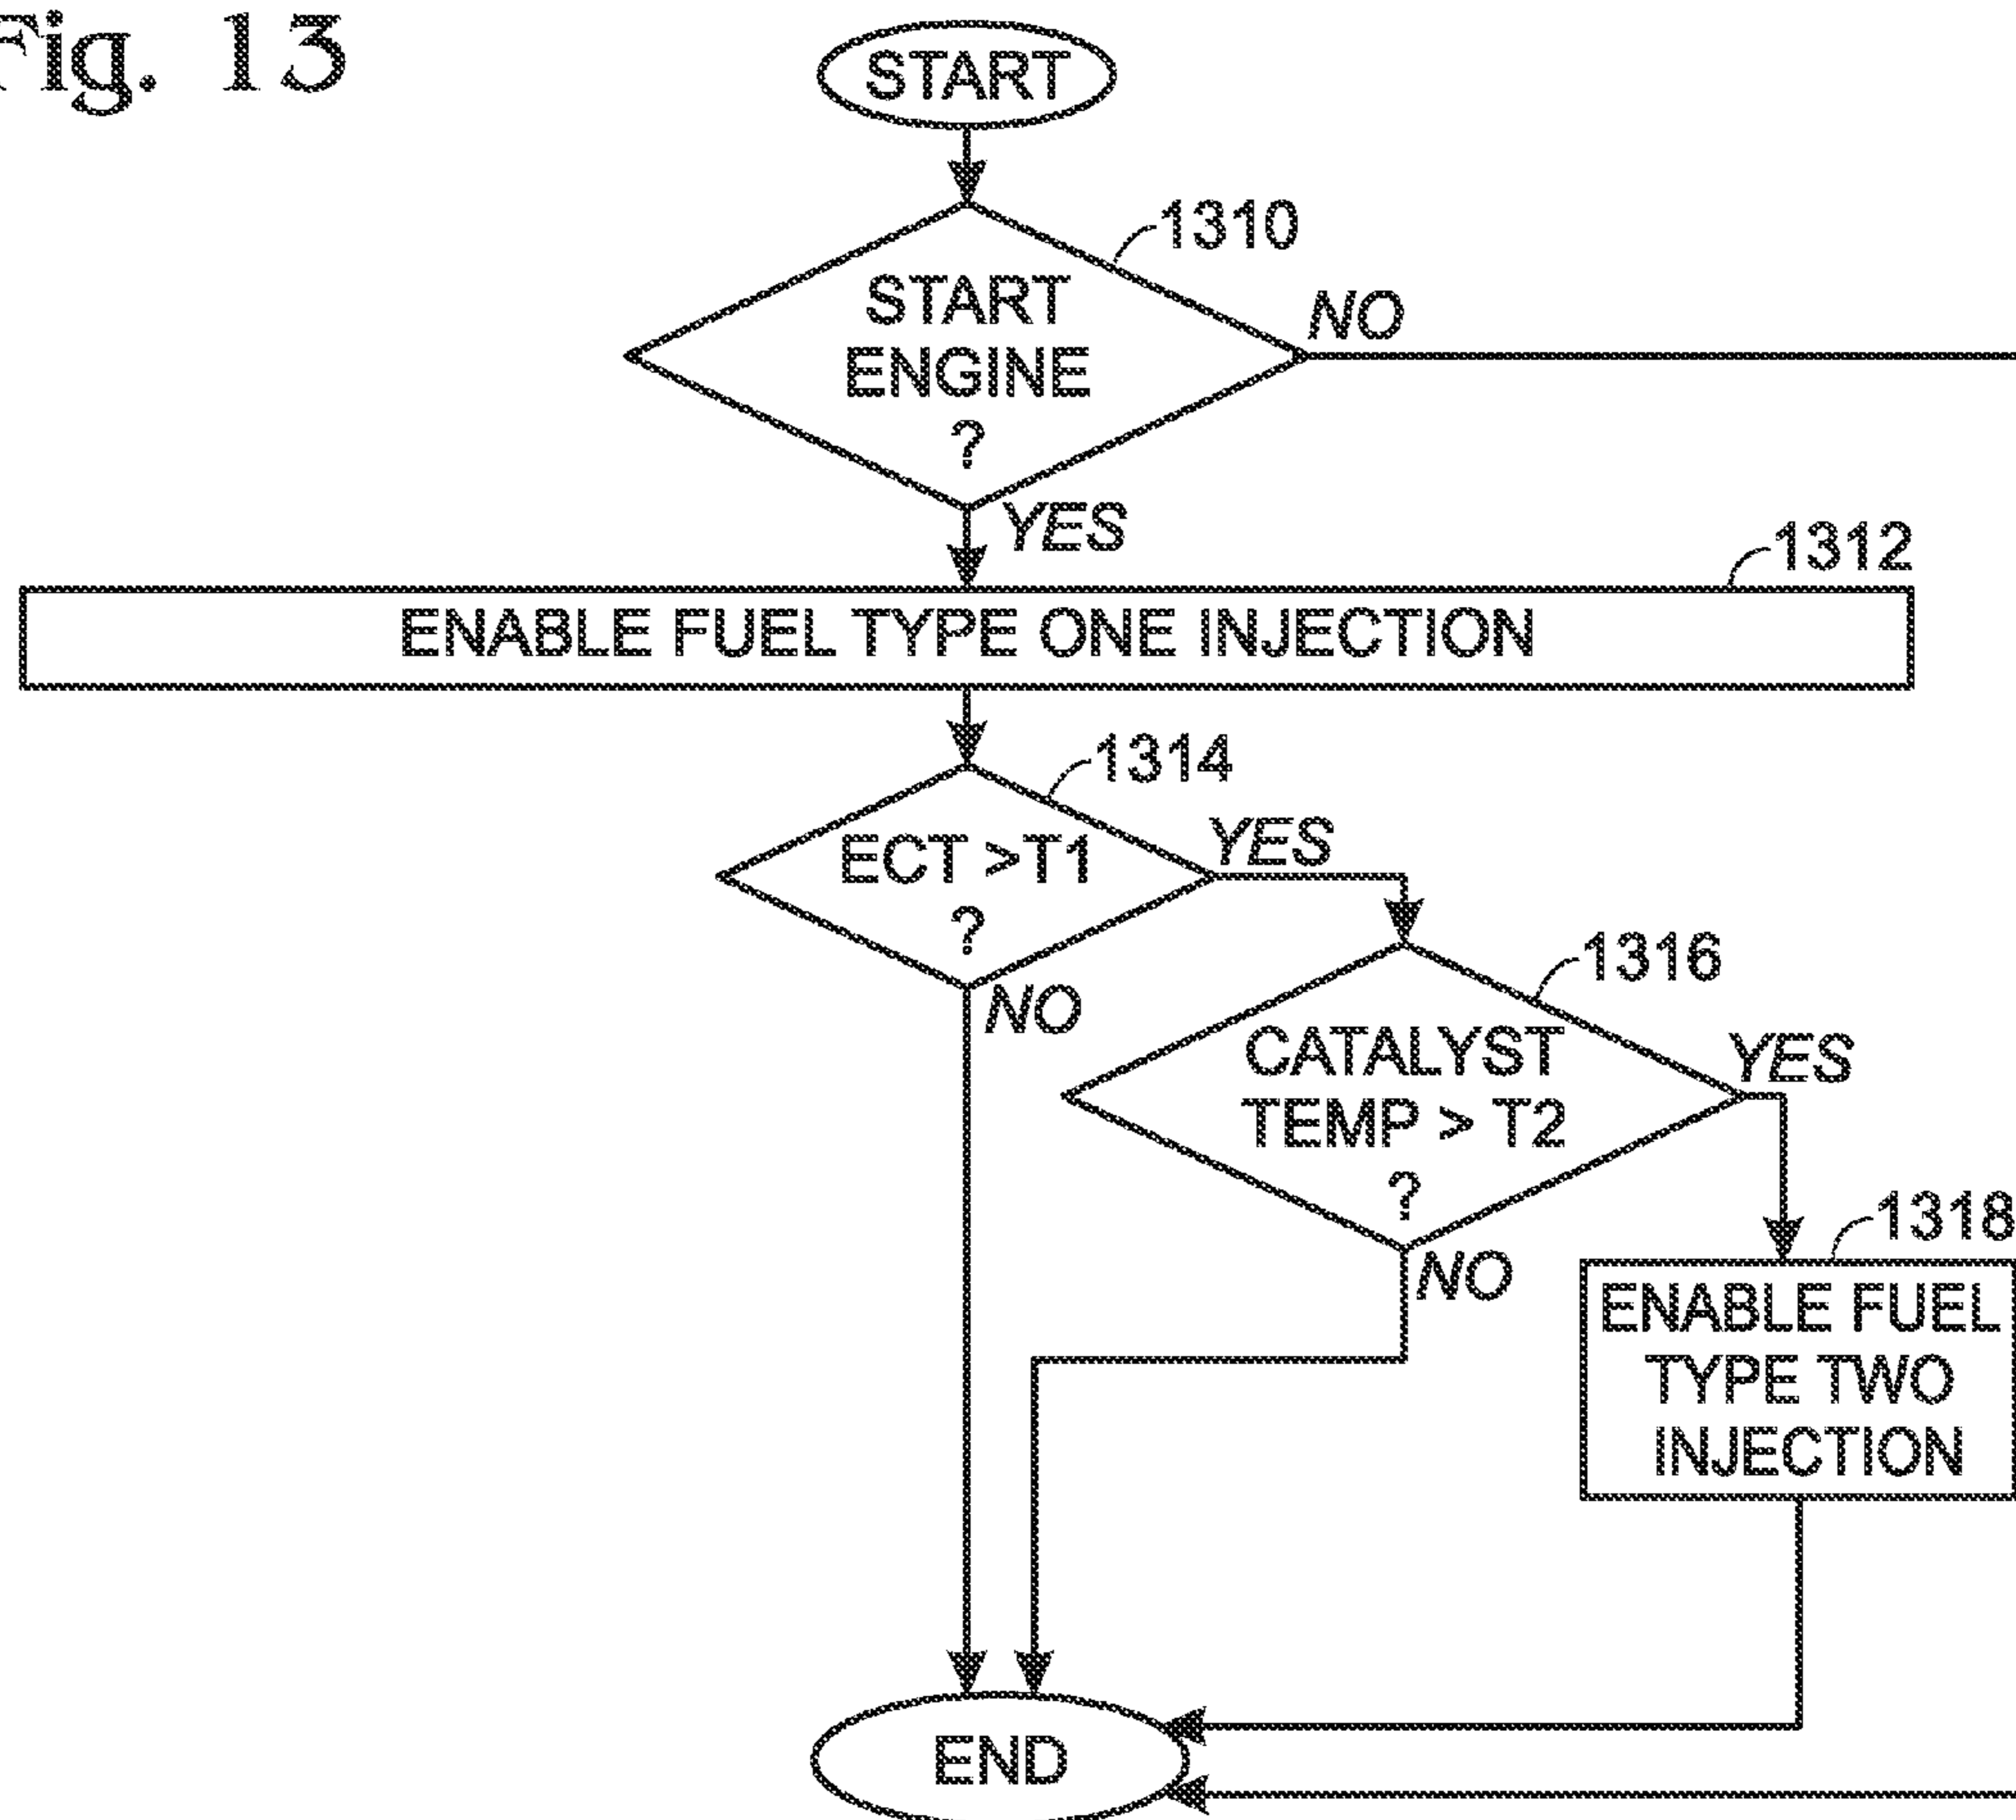 Fig. 13
START
1310
START
ENGINE
?
NO
YES
1312
ENABLE FUEL TYPE ONE INJECTION
1314
ECT >T1
?
YES
NO
1316
CATALYST
TEMP > T2
?
YES
NO
1318
ENABLE FUEL
TYPE TWO
INJECTION
END